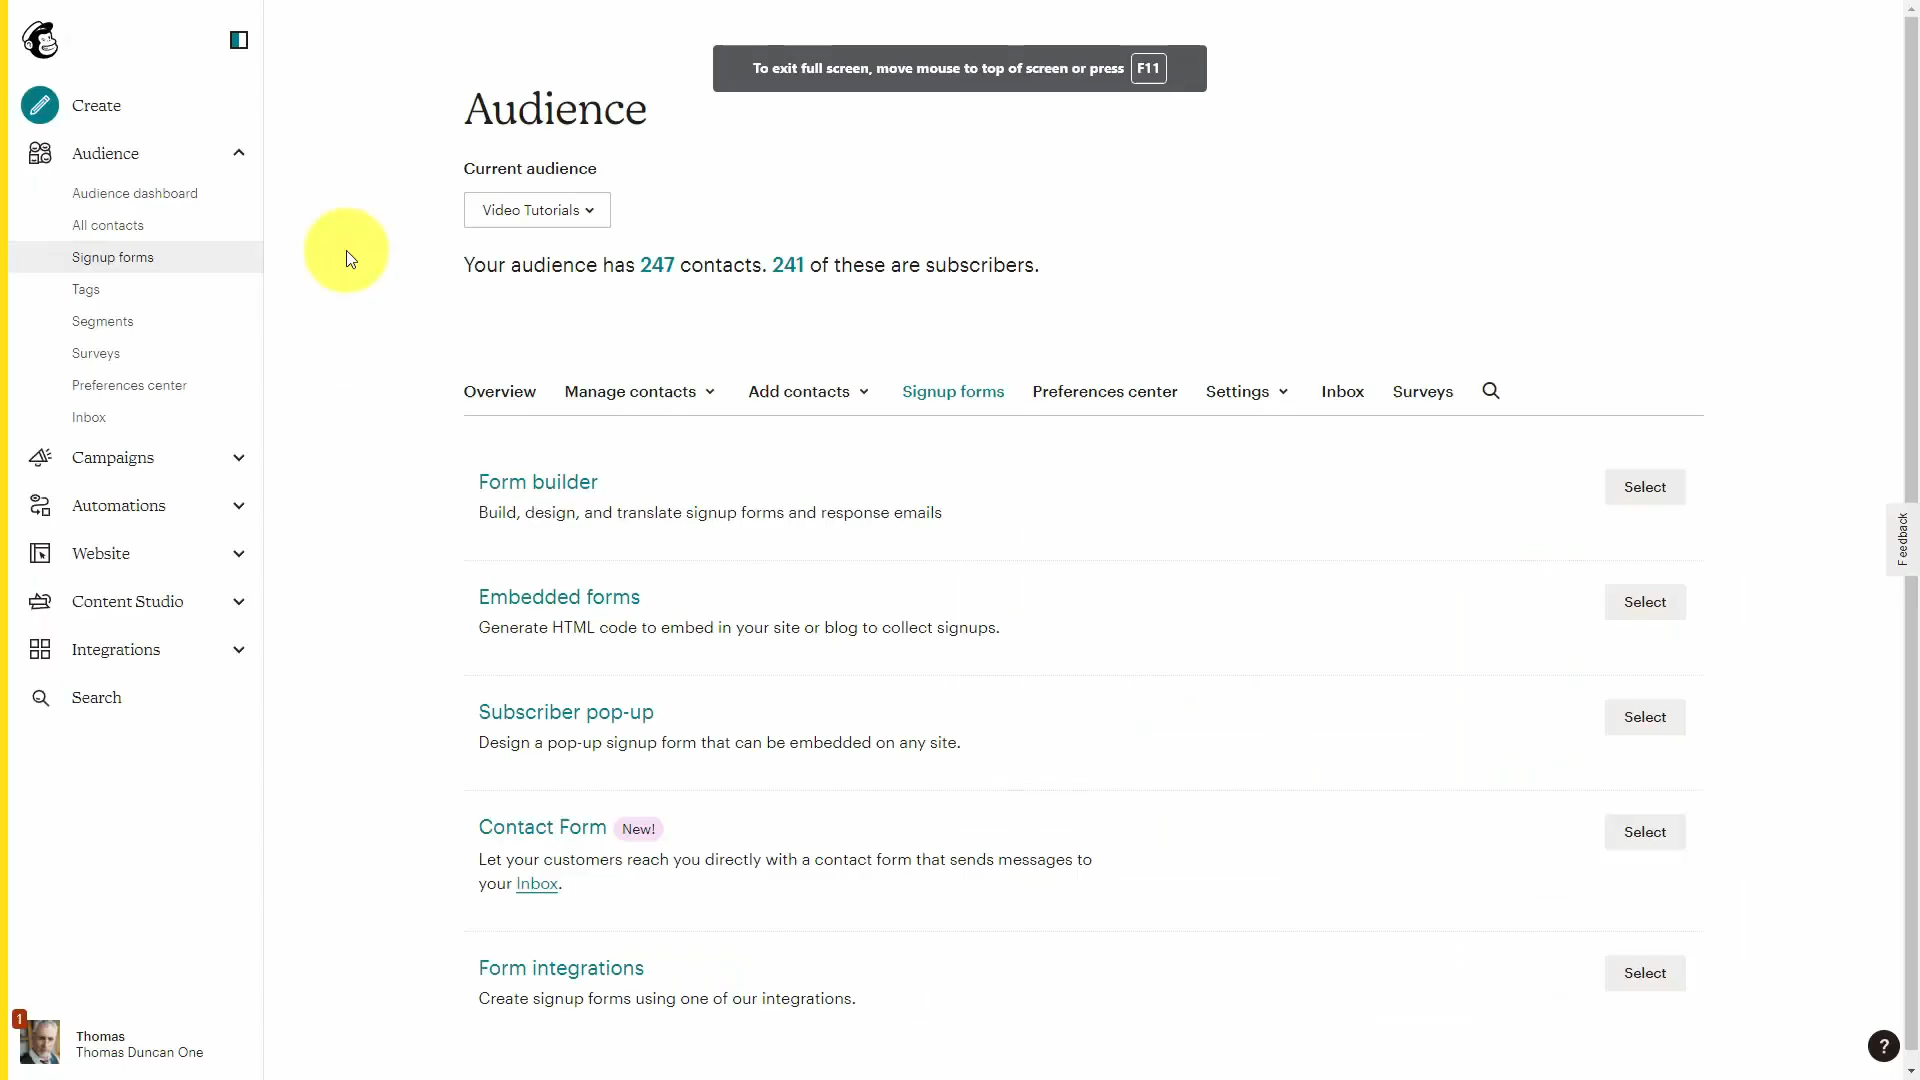 To exit full screen, move mouse to top of screen or press F11
Create
Audience
Audience dashboard
All contacts
Signup forms
Tags
Segments
Surveys
Preferences center
Inbox
Campaigns
Automations
Website
Content Studio
Integrations
Search
1
Thomas
Thomas Duncan One
Audience
Current audience
Video Tutorials
Your audience has 247 contacts. 241 of these are subscribers.
Overview Manage contacts Add contacts Signup forms Preferences center Settings Inbox Surveys
Form builder
Build, design, and translate signup forms and response emails
Select
Embedded forms
Generate HTML code to embed in your site or blog to collect signups.
Select
Subscriber pop-up
Design a pop-up signup form that can be embedded on any site.
Select
Contact Form New!
Let your customers reach you directly with a contact form that sends messages to
your Inbox.
Select
Form integrations
Create signup forms using one of our integrations.
Select
Feedback
?